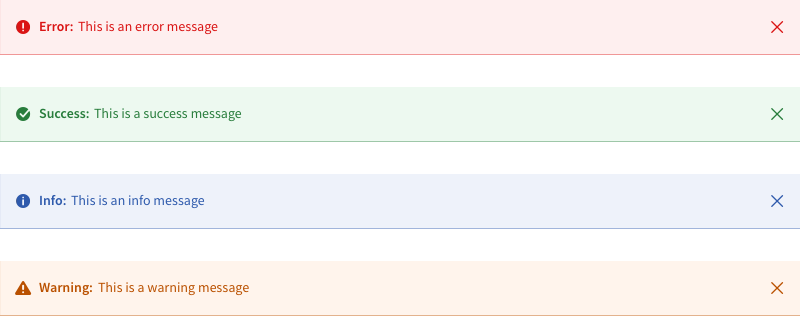 Error: This is an error message
Success: This is a success message
Info: This is an info message
Warning: This is a warning message